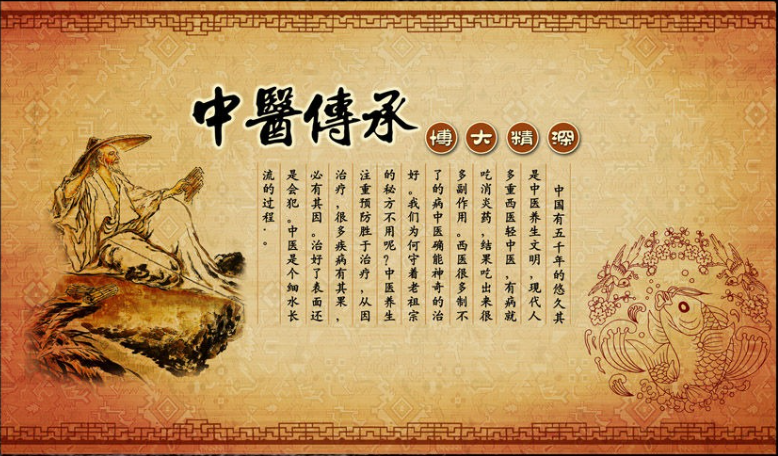 中醫傳承
博大精深
中国有五千年的悠久其
是中医养生文明,现代人
多重西医轻中医,有病就
吃消炎药,结果吃出来很
多副作用。西医很多制不
了的病中医确能神奇的治
好。我们为何守着老祖宗
的秘方不用呢?中医养生
注重预防胜于治疗,从因
治疗,很多疾病有其果,
必有其因。治好了表面还
是会犯。中医是个细水长
流的过程.。